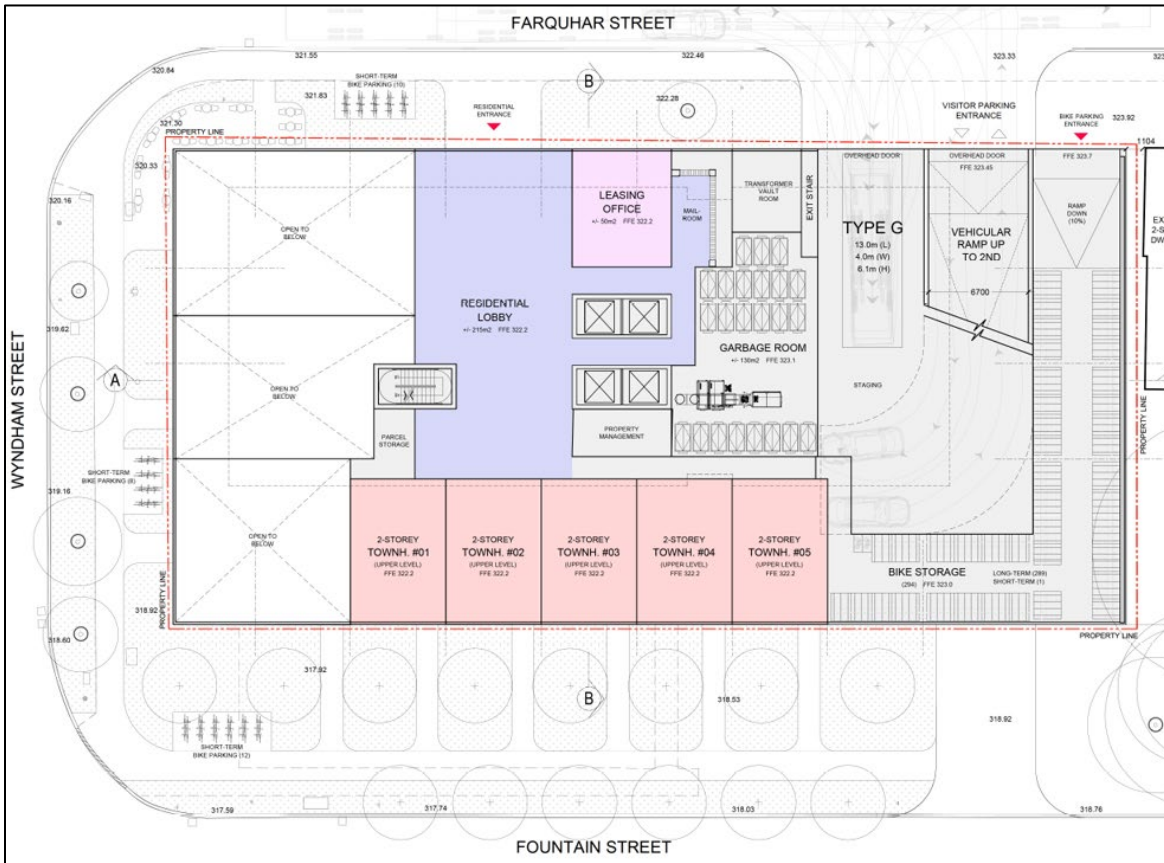 FARQUHAR STREET
321.55
322.46
323.33
320.84
SHORT-TERM
BIKE PARKING (10)
321.83
B
322.28
RESIDENTIAL
ENTRANCE
VISITOR PARKING
ENTRANCE
BIKE PARKING
ENTRANCE
323.92
1104
321.30
PROPERTY LINE
320.33
320.16
OPEN TO
BELOW
LEASING
OFFICE
+/- 50m2 FFE 322.2
MAIL-
ROOM
TRANSFORMER
VAULT
ROOM
EXIT STAIR
OVERHEAD DOOR
TYPE G
13.0m (L)
4.0m (W)
6.1m (H)
OVERHEAD DOOR
FFE 323.45
VEHICULAR
RAMP UP
TO 2ND
6700
FFE 323.7
RAMP
DOWN
(10%)
RESIDENTIAL
LOBBY
+/- 215m2 FFE 322.2
GARBAGE ROOM
+/- 130m2 FFE 323.1
STAGING
319.62
A
WYNDHAM STREET
OPEN TO
BELOW
PARCEL
STORAGE
PROPERTY
MANAGEMENT
PROPERTY LINE
SHORT-TERM
BIKE PARKING (8)
319.16
OPEN TO
BELOW
2-STOREY
TOWNH. #01
(UPPER LEVEL)
FFE 322.2
2-STOREY
TOWNH. #02
(UPPER LEVEL)
FFE 322.2
2-STOREY
TOWNH. #03
(UPPER LEVEL)
FFE 322.2
2-STOREY
TOWNH. #04
(UPPER LEVEL)
FFE 322.2
2-STOREY
TOWNH. #05
(UPPER LEVEL)
FFE 322.2
BIKE STORAGE
(294) FFE 323.0
LONG-TERM (289)
SHORT-TERM (1)
PROPERTY LINE
318.92
318.60
PROPERTY LINE
317.92
B
318.53
318.92
SHORT-TERM
BIKE PARKING (12)
317.59
317.74
318.03
318.76
FOUNTAIN STREET